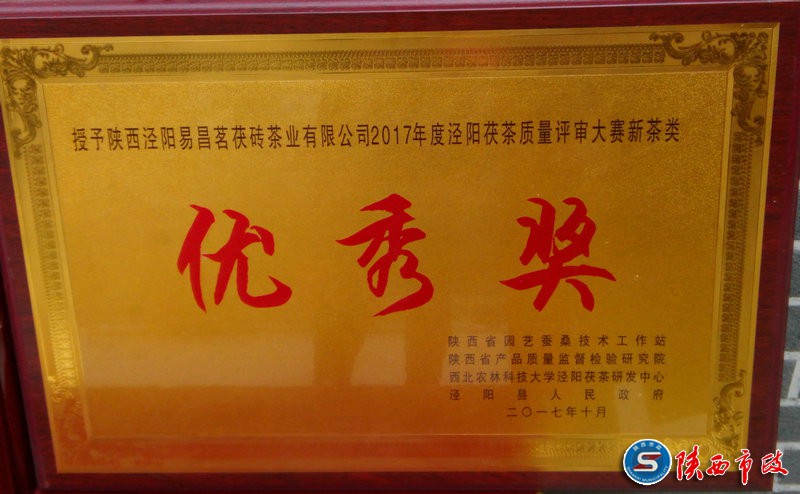 授予陕西泾阳易昌茗茯砖茶业有限公司2017年度泾阳茯茶质量评审大赛新茶类
优秀奖
陕西省园艺蚕桑技术工作站
陕西省产品质量监督检验研究院
西北农林科技大学泾阳茯茶研发中心
泾阳县人民政府
二〇一七年十月
陕西市政